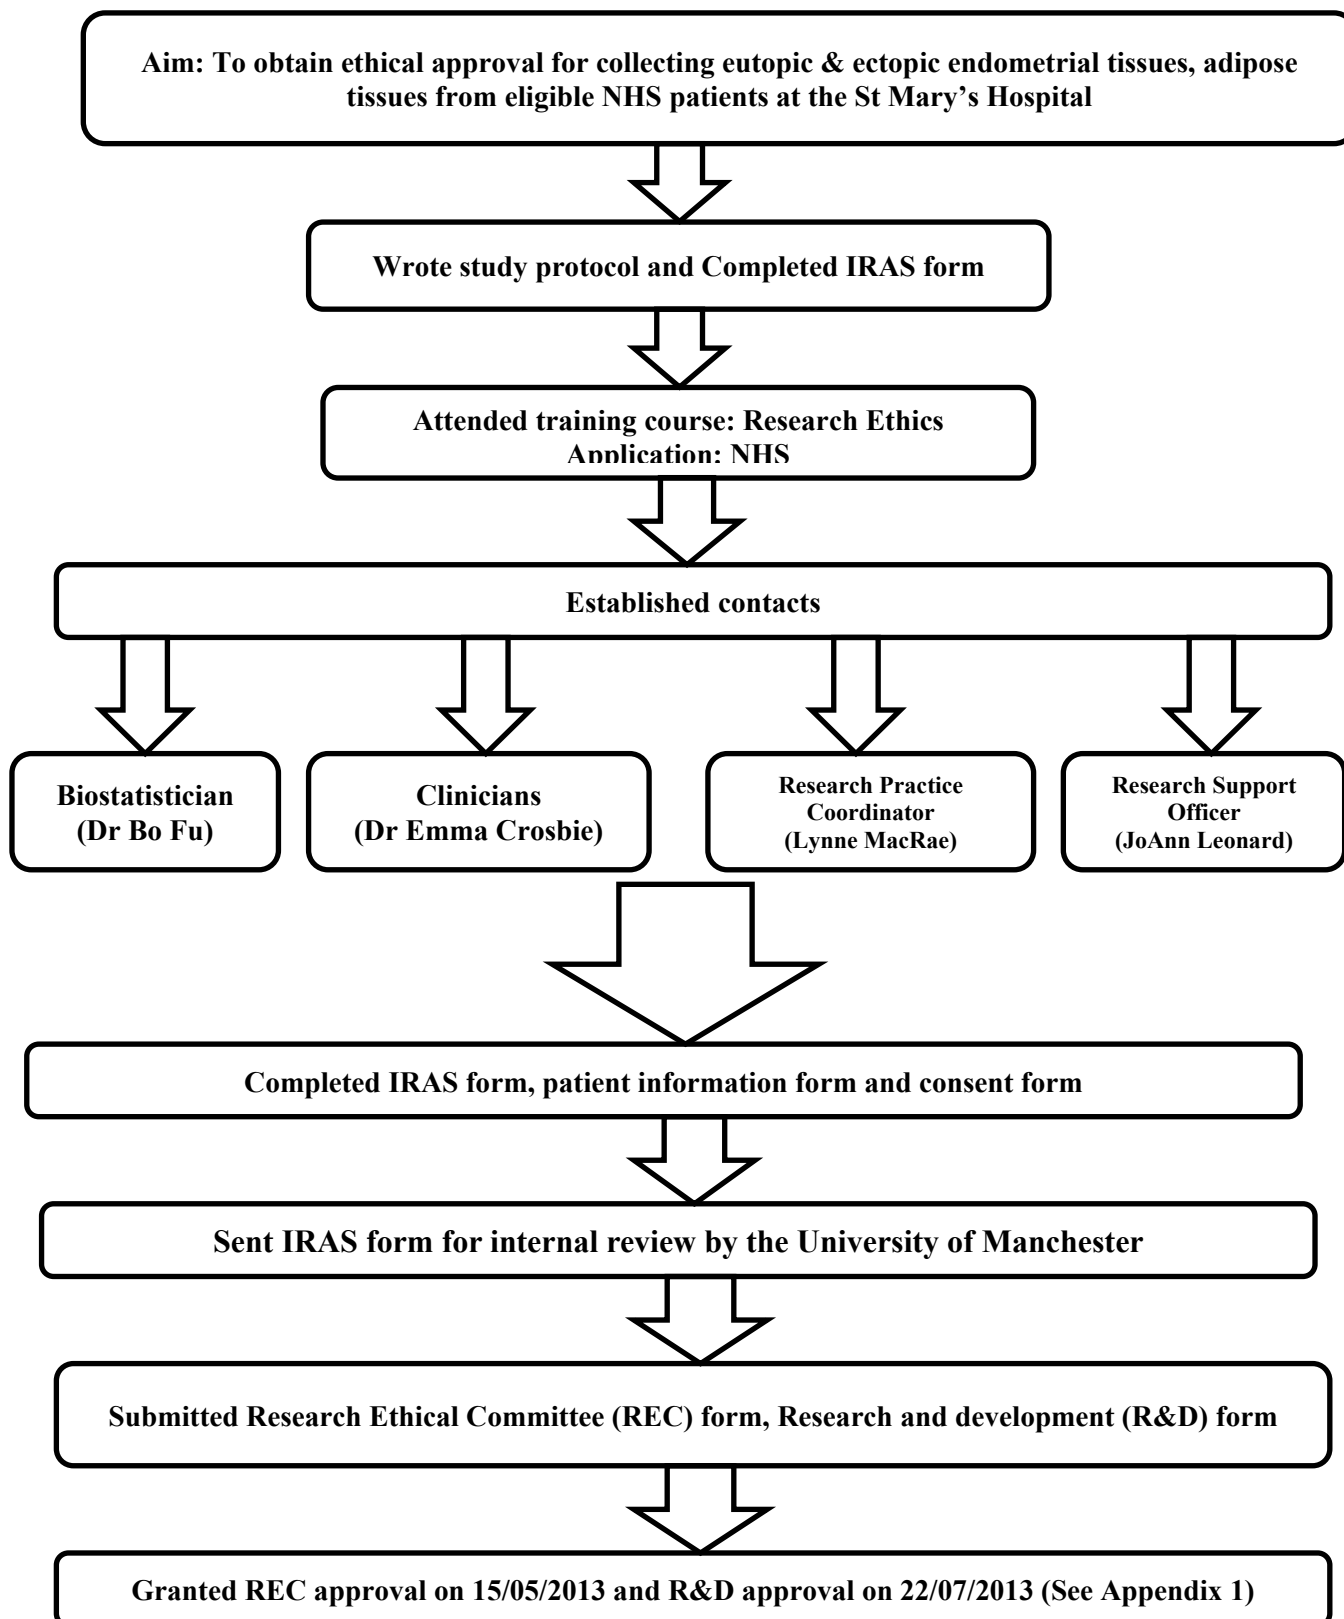 Aim: To obtain ethical approval for collecting eutopic & ectopic endometrial tissues, adipose
tissues from eligible NHS patients at the St Mary's Hospital
Wrote study protocol and Completed IRAS form
Attended training course: Research Ethics
Application: NHS
Established contacts
Biostatistician
(Dr Bo Fu)
Clinicians
(Dr Emma Crosbie)
Research Practice
Coordinator
(Lynne MacRae)
Research Support
Officer
(JoAnn Leonard)
Completed IRAS form, patient information form and consent form
Sent IRAS form for internal review by the University of Manchester
Submitted Research Ethical Committee (REC) form, Research and development (R&D) form
Granted REC approval on 15/05/2013 and R&D approval on 22/07/2013 (See Appendix 1)